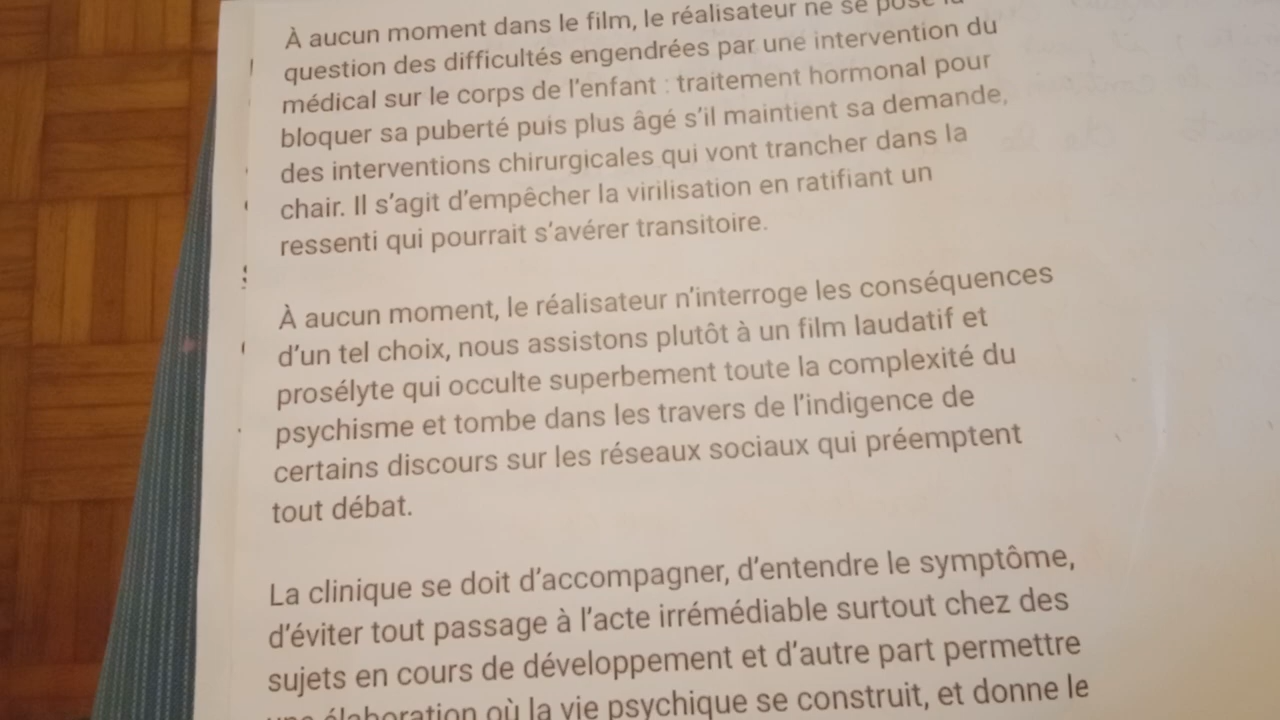 À aucun moment dans le film, le réalisateur ne se pose la
question des difficultés engendrées par une intervention du
médical sur le corps de l'enfant : traitement hormonal pour
bloquer sa puberté puis plus âgé s'il maintient sa demande,
des interventions chirurgicales qui vont trancher dans la
chair. Il s'agit d'empêcher la virilisation en ratifiant un
ressenti qui pourrait s'avérer transitoire.
À aucun moment, le réalisateur n'interroge les conséquences
d'un tel choix, nous assistons plutôt à un film laudatif et
prosélyte qui occulte superbement toute la complexité du
psychisme et tombe dans les travers de l'indigence de
certains discours sur les réseaux sociaux qui préemptent
tout débat.
La clinique se doit d'accompagner, d'entendre le symptôme,
d'éviter tout passage à l'acte irrémédiable surtout chez des
sujets en cours de développement et d'autre part permettre
une élaboration où la vie psychique se construit, et donne le